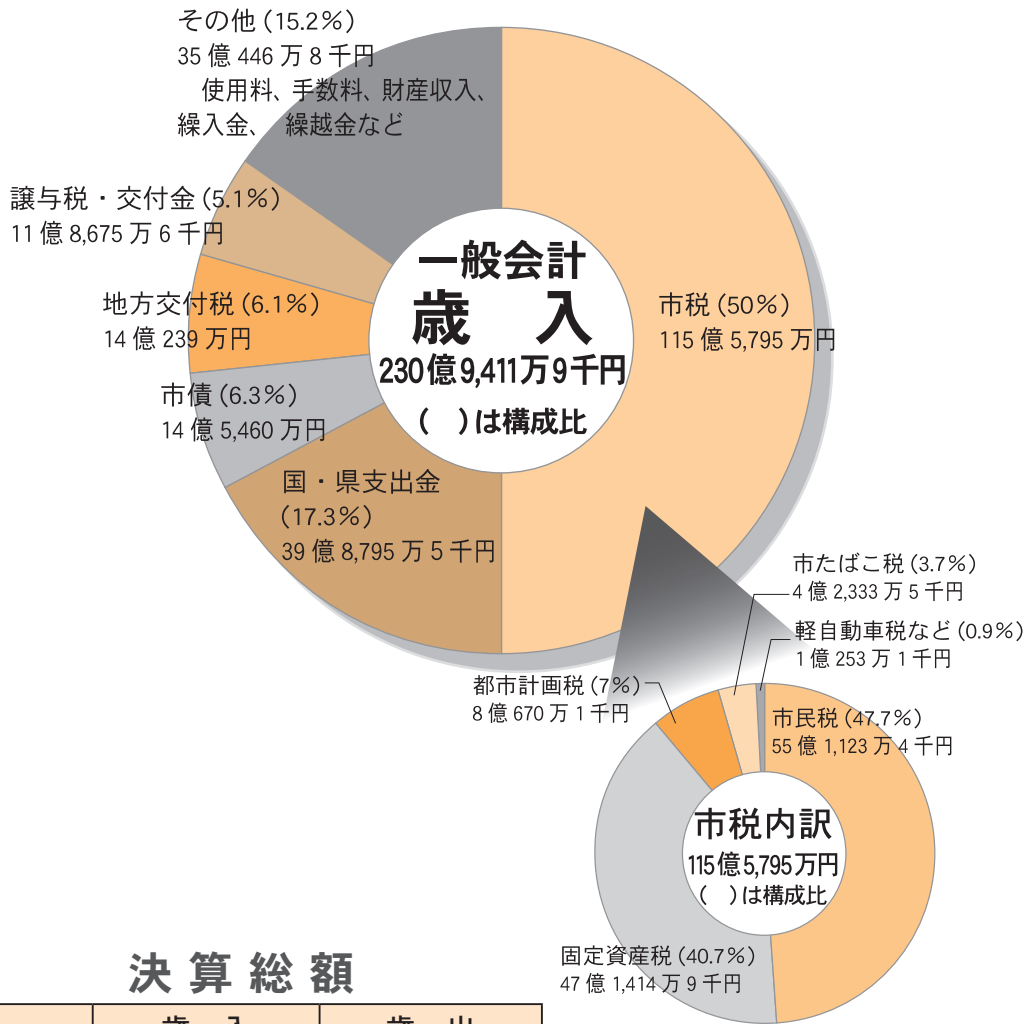 その他(15.2%)
35億446万8千円
使用料、手数料、財産収入、
繰入金、 繰越金など
譲与税・交付金(5.1%)
11億8,675万6千円
地方交付税(6.1%)
14億239万円
市債(6.3%)
14億5,460万円
国・県支出金
(17.3%)
39億8,795万5千円
一般会計
歳 入
230億9,411万9千円
( )は構成比
市税(50%)
115億5,795万円
市たばこ税(3.7%)
4億2,333万5千円
軽自動車税など(0.9%)
1億253万1千円
都市計画税(7%)
8億670万1千円
市民税(47.7%)
55億1,123万4千円
市税内訳
115億5,795万円
( )は構成比
固定資産税(40.7%)
47億1,414万9千円
決算総額
歳 入
歳 出